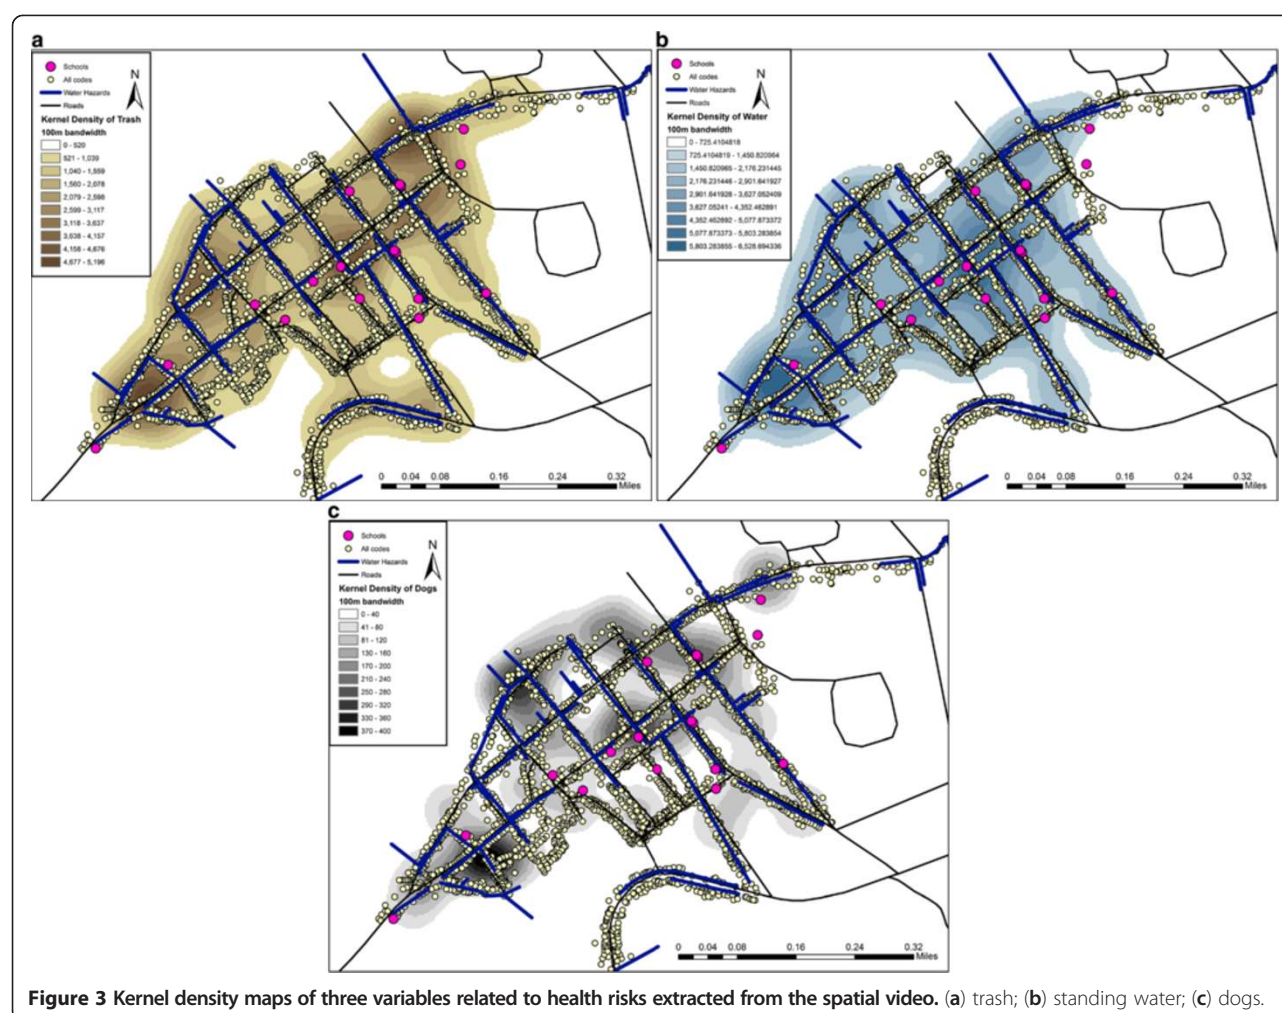 a
Schools
All codes
Water Hazards
Roads
N
Kernel Density of Trash
100m bandwidth
0 - 520
521 - 1,039
1,040 - 1,559
1,560 - 2,078
2,079 - 2,598
2,599 - 3,117
3,118 - 3,637
3,638 - 4,157
4,158 - 4,676
4,677 - 5,196
0 0.04 0.08 0.16 0.24 0.32
Miles
b
Schools
All codes
Water Hazards
Roads
N
Kernel Density of Water
100m bandwidth
0 - 725.4104818
725.4104819 - 1,450.820964
1,450.820965 - 2,176.231445
2,176.231446 - 2,901.641927
2,901.641928 - 3,627.052409
3,627.05241 - 4,352.462891
4,352.462892 - 5,077.873372
5,077.873373 - 5,803.283854
5,803.283855 - 6,528.694336
0 0.04 0.08 0.16 0.24 0.32
Miles
c
Schools
All codes
Water Hazards
Roads
N
Kernel Density of Dogs
100m bandwidth
0 - 40
41 - 80
81 - 120
130 - 160
170 - 200
210 - 240
250 - 280
290 - 320
330 - 360
370 - 400
0 0.04 0.08 0.16 0.24 0.32
Miles
Figure 3 Kernel density maps of three variables related to health risks extracted from the spatial video. (a) trash; (b) standing water; (c) dogs.